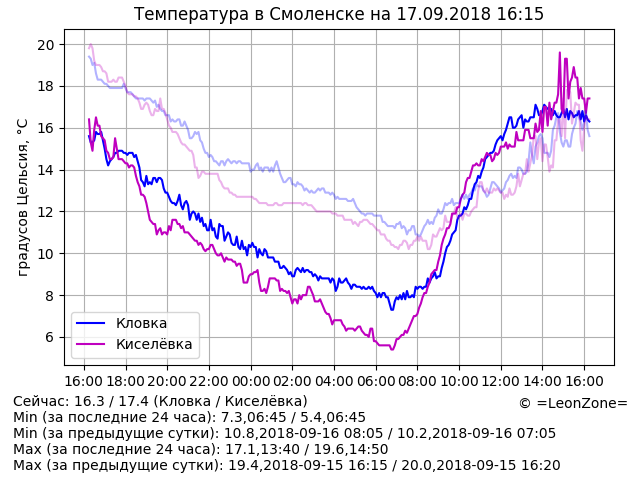 Температура в Смоленске на 17.09.2018 16:15
20
18
16
14
12
10
8
6
градусов Цельсия, °C
Кловка
Киселёвка
16:00 18:00 20:00 22:00 00:00 02:00 04:00 06:00 08:00 10:00 12:00 14:00 16:00
Сейчас: 16.3 / 17.4 (Кловка / Киселёвка)
© =LeonZone=
Min (за последние 24 часа): 7.3,06:45 / 5.4,06:45
Min (за предыдущие сутки): 10.8,2018-09-16 08:05 / 10.2,2018-09-16 07:05
Max (за последние 24 часа): 17.1,13:40 / 19.6,14:50
Max (за предыдущие сутки): 19.4,2018-09-15 16:15 / 20.0,2018-09-15 16:20